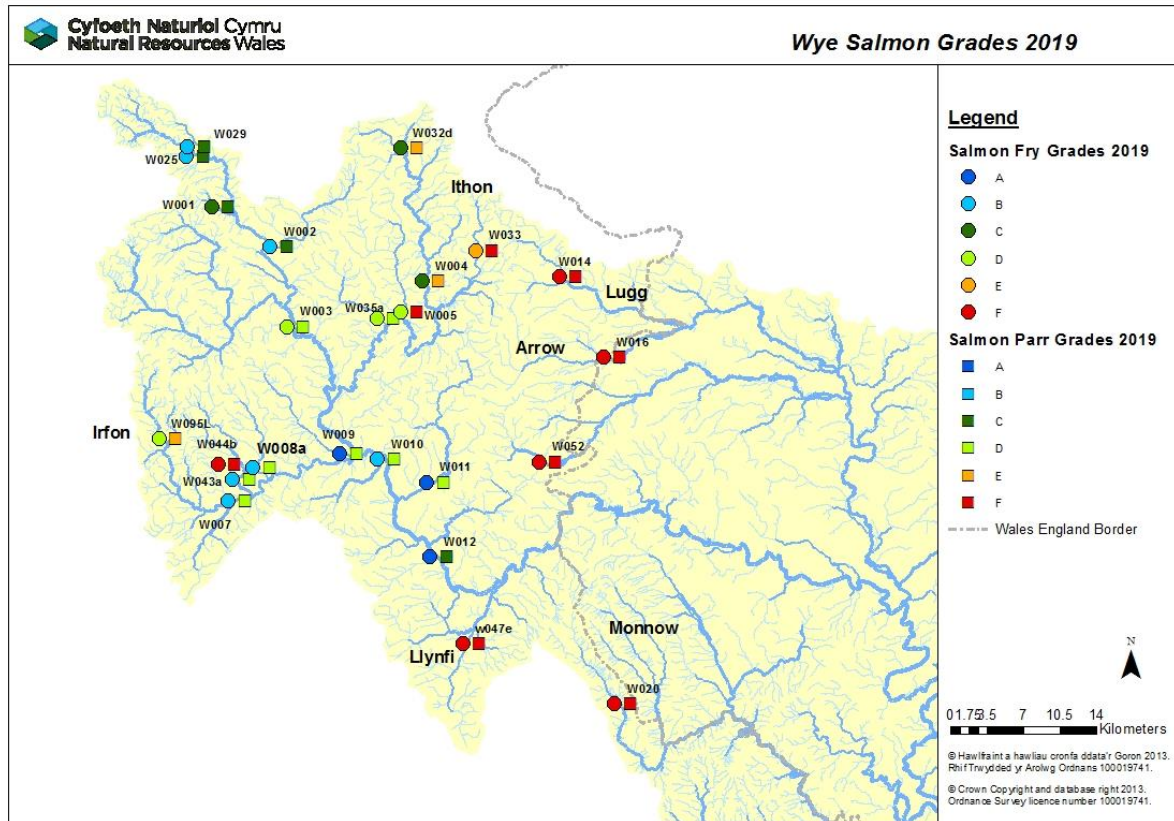 Cyfoeth Naturiol Cymru
Natural Resources Wales
Wye Salmon Grades 2019
W029
W025
W032d
Ithon
W001
W002
W033
W004
W014
Lugg
W003
W035a
W005
Arrow
W016
Irfon
W095L
W044b
W008a
W009
W010
W052
W043a
W011
W007
W012
w047e
Monnow
Llynfi
W020
Legend
Salmon Fry Grades 2019
A
B
C
D
E
F
Salmon Parr Grades 2019
A
B
C
D
E
F
Wales England Border
N
0 1.75 3.5 7 10.5 14
Kilometers
© Hawlfraint a hawliau cronfa ddata'r Goron 2013.
Rhif Trwydded yr Arolwg Ordnans 100019741.
© Crown Copyright and database right 2013.
Ordnance Survey licence number 100019741.